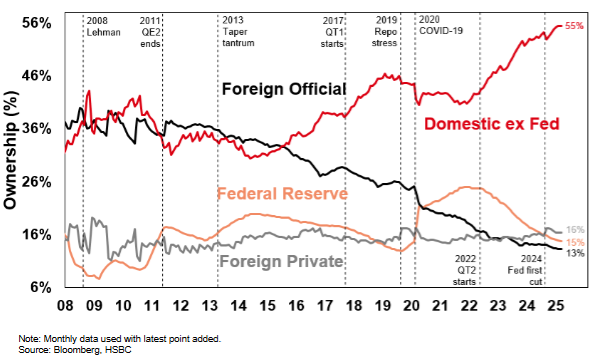 56%
46%
36%
26%
16%
6%
Ownership (%)
2008
Lehman
2011
QE2
ends
2013
Taper
tantrum
2017
QT1
starts
2019
Repo
stress
2020
COVID-19
55%
Foreign Official
Domestic ex Fed
Federal Reserve
Foreign Private
16%
15%
13%
2022
QT2
starts
2024
Fed first
cut
08 09 10 11 12 13 14 15 16 17 18 19 20 21 22 23 24 25
Note: Monthly data used with latest point added.
Source: Bloomberg, HSBC